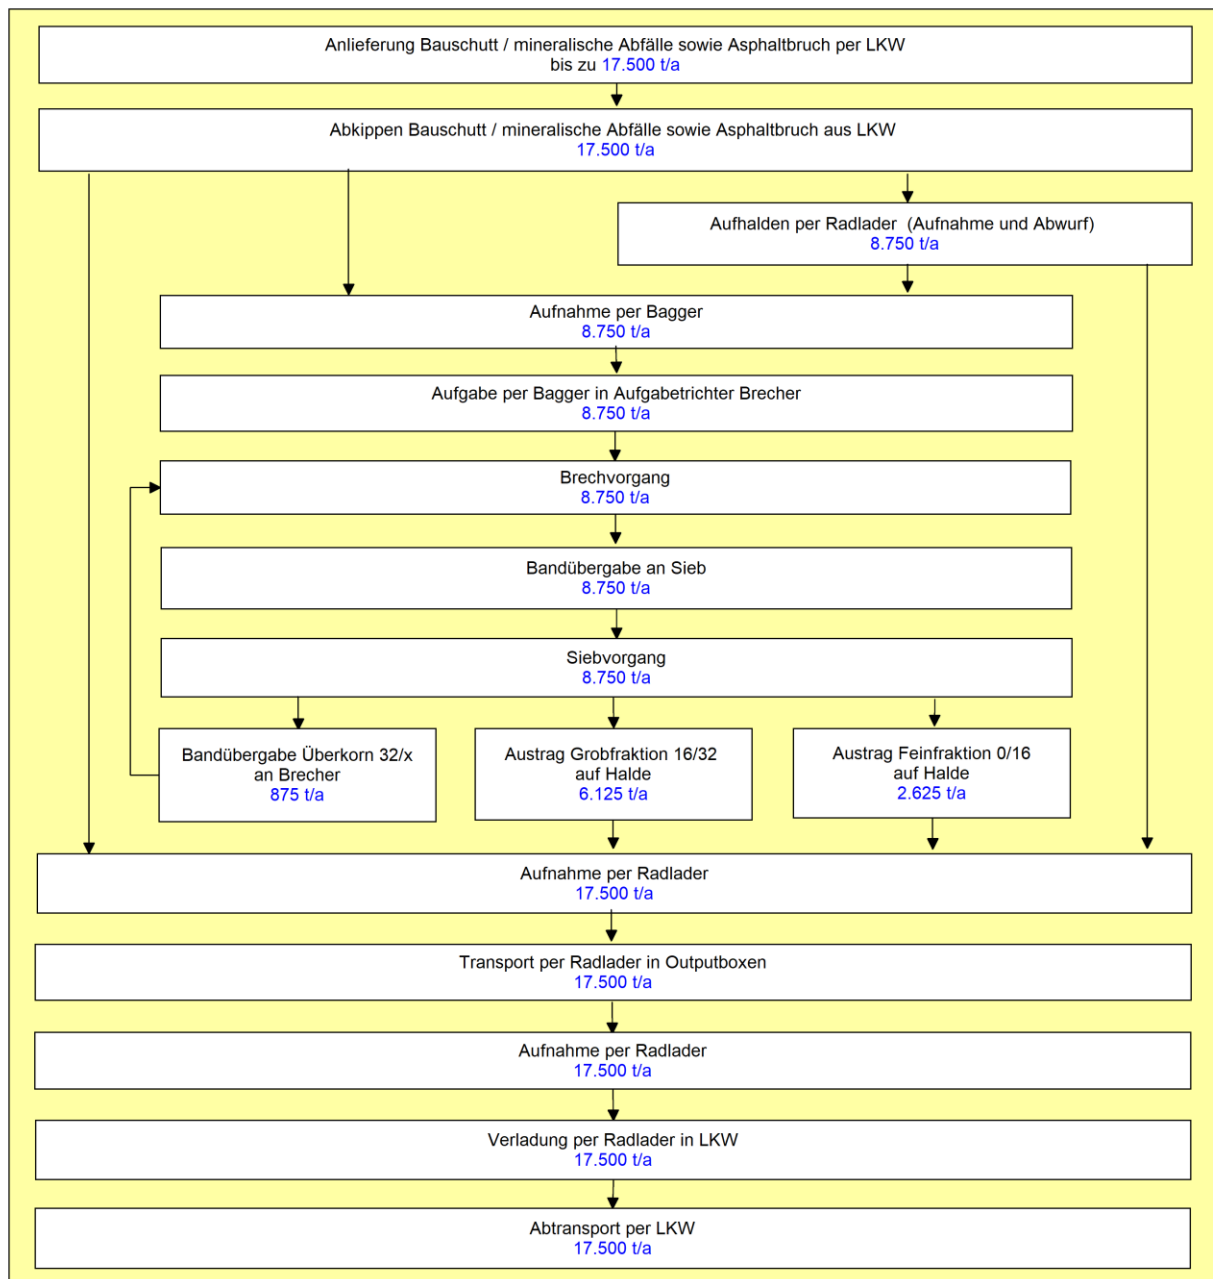 Anlieferung Bauschutt / mineralische Abfälle sowie Asphaltbruch per LKW
bis zu 17.500 t/a
Abkippen Bauschutt / mineralische Abfälle sowie Asphaltbruch aus LKW
17.500 t/a
Aufhalden per Radlader (Aufnahme und Abwurf)
8.750 t/a
Aufnahme per Bagger
8.750 t/a
Aufgabe per Bagger in Aufgabetrichter Brecher
8.750 t/a
Brechvorgang
8.750 t/a
Bandübergabe an Sieb
8.750 t/a
Siebvorgang
8.750 t/a
Bandübergabe Überkorn 32/x
an Brecher
875 t/a
Austrag Grobfraktion 16/32
auf Halde
6.125 t/a
Austrag Feinfraktion 0/16
auf Halde
2.625 t/a
Aufnahme per Radlader
17.500 t/a
Transport per Radlader in Outputboxen
17.500 t/a
Aufnahme per Radlader
17.500 t/a
Verladung per Radlader in LKW
17.500 t/a
Abtransport per LKW
17.500 t/a